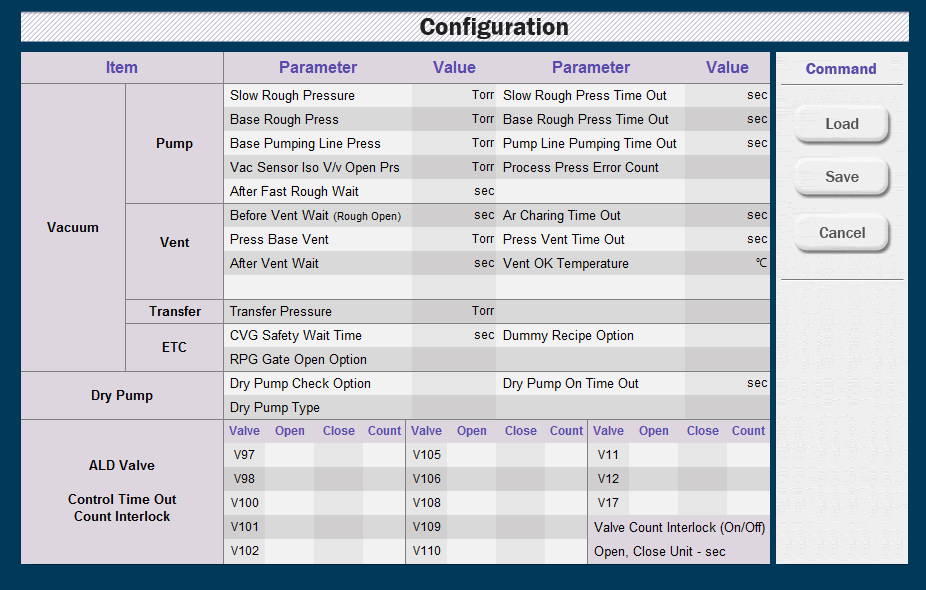 Configuration
Item Parameter Value Parameter Value Command
Slow Rough Pressure Torr Slow Rough Press Time Out sec
Base Rough Press Torr Base Rough Press Time Out sec
Load
Pump Base Pumping Line Press Torr Pump Line Pumping Time Out sec
Vac Sensor Iso V/v Open Prs Torr Process Press Error Count
Save
After Fast Rough Wait sec
Before Vent Wait (Rough Open) sec Ar Charing Time Out sec
Vacuum
Cancel
Vent Press Base Vent Torr Press Vent Time Out sec
After Vent Wait sec Vent OK Temperature ℃
Transfer Transfer Pressure Torr
CVG Safety Wait Time sec Dummy Recipe Option
ETC
RPG Gate Open Option
Dry Pump Check Option Dry Pump On Time Out sec
Dry Pump
Dry Pump Type
Valve Open Close Count Valve Open Close Count Valve Open Close Count
V97 V105 V11
ALD Valve
V98 V106 V12
Control Time Out V100 V108 V17
Count Interlock
V101 V109 Valve Count Interlock (On/Off)
V102 V110 Open, Close Unit - sec